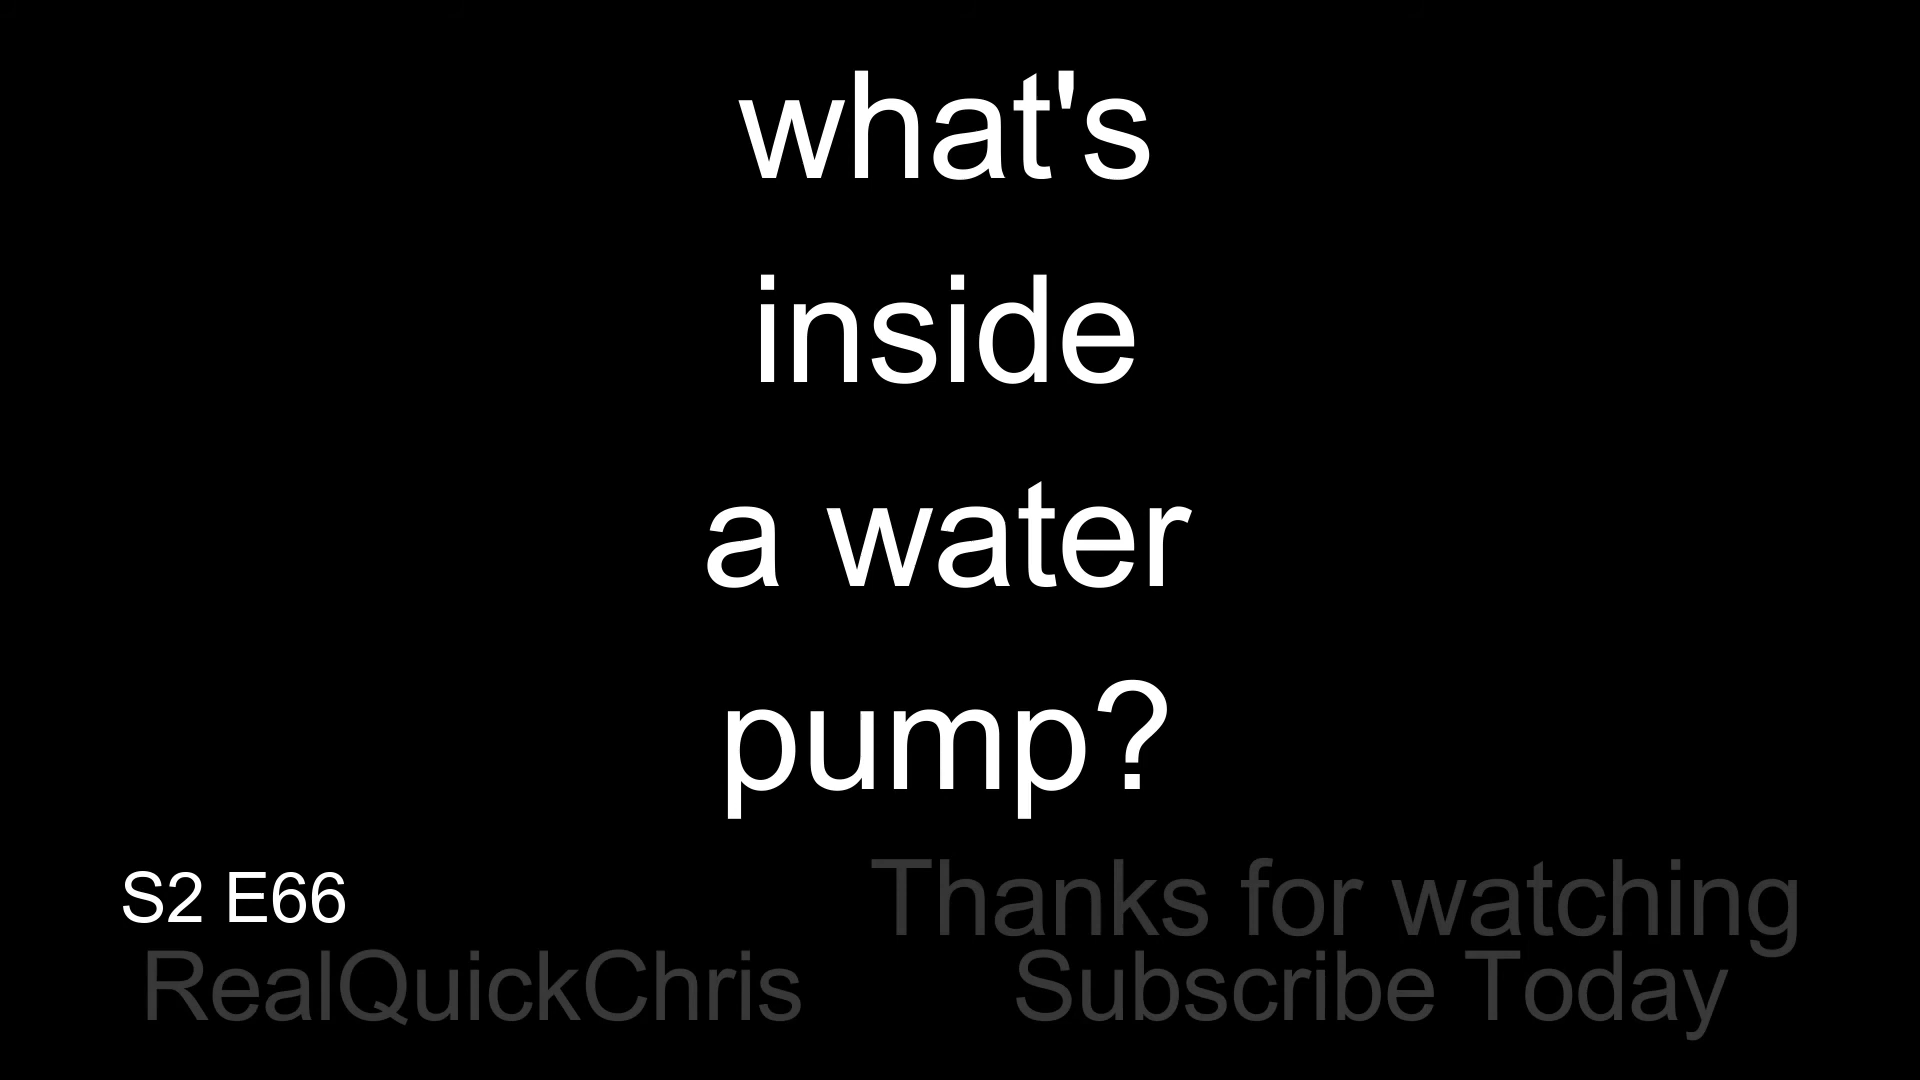 what's
inside
a water
pump?
S2 E66
Thanks for watching
RealQuickChris
Subscribe Today